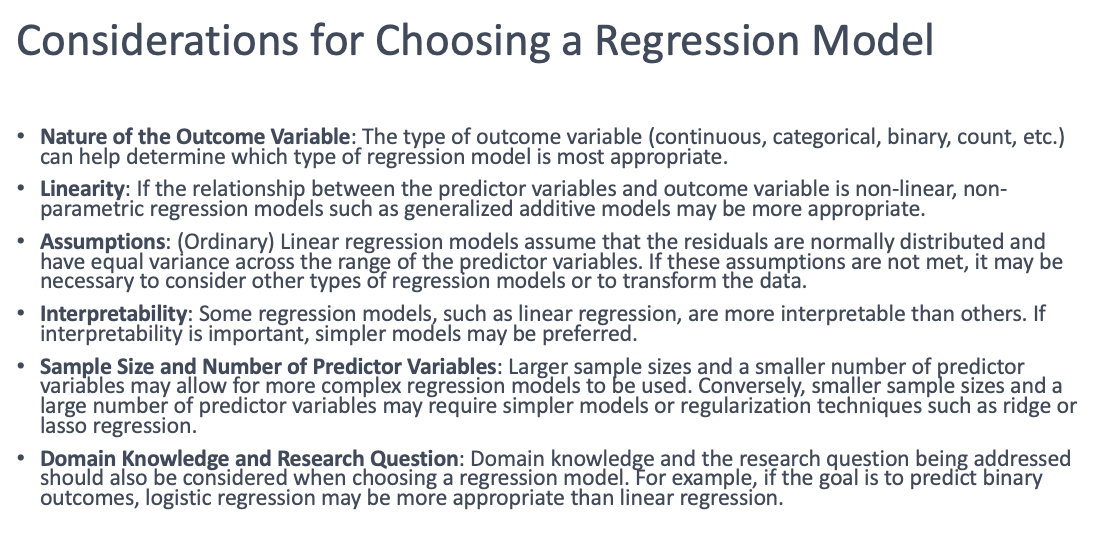 Considerations for Choosing a Regression Model
• Nature of the Outcome Variable: The type of outcome variable (continuous, categorical, binary, count, etc.)
can help determine which type of regression model is most appropriate.
• Linearity: If the relationship between the predictor variables and outcome variable is non-linear, non-
parametric regression models such as generalized additive models may be more appropriate.
• Assumptions: (Ordinary) Linear regression models assume that the residuals are normally distributed and
have equal variance across the range of the predictor variables. If these assumptions are not met, it may be
necessary to consider other types of regression models or to transform the data.
• Interpretability: Some regression models, such as linear regression, are more interpretable than others. If
interpretability is important, simpler models may be preferred.
• Sample Size and Number of Predictor Variables: Larger sample sizes and a smaller number of predictor
variables may allow for more complex regression models to be used. Conversely, smaller sample sizes and a
large number of predictor variables may require simpler models or regularization techniques such as ridge or
lasso regression.
• Domain Knowledge and Research Question: Domain knowledge and the research question being addressed
should also be considered when choosing a regression model. For example, if the goal is to predict binary
outcomes, logistic regression may be more appropriate than linear regression.